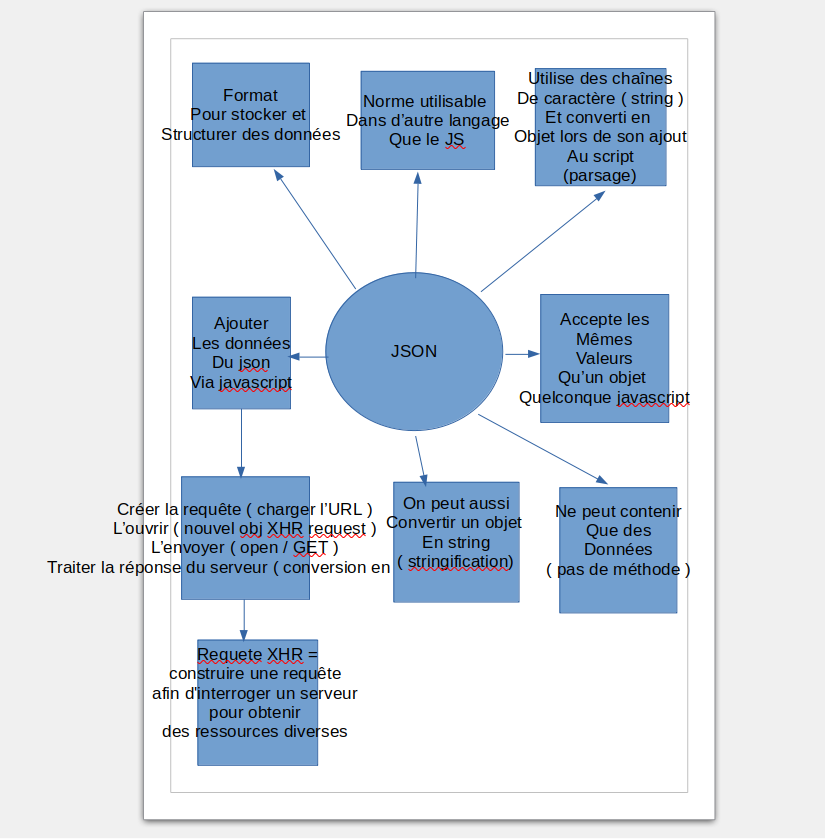 Format
Pour stocker et
Structurer des données
Norme utilisable
Dans d'autre langage
Que le JS
Utilise des chaînes
De caractère ( string )
Et converti en
Objet lors de son ajout
Au script
(parsage)
Ajouter
Les données
Du json
Via javascript
JSON
Accepte les
Mêmes
Valeurs
Qu'un objet
Quelconque javascript
Créer la requête ( charger l'URL )
L'ouvrir ( nouvel obj XHR request )
L'envoyer ( open / GET )
Traiter la réponse du serveur ( conversion en
On peut aussi
Convertir un objet
En string
( stringification)
Ne peut contenir
Que des
Données
( pas de méthode )
Requete XHR =
construire une requête
afin d'interroger un serveur
pour obtenir
des ressources diverses